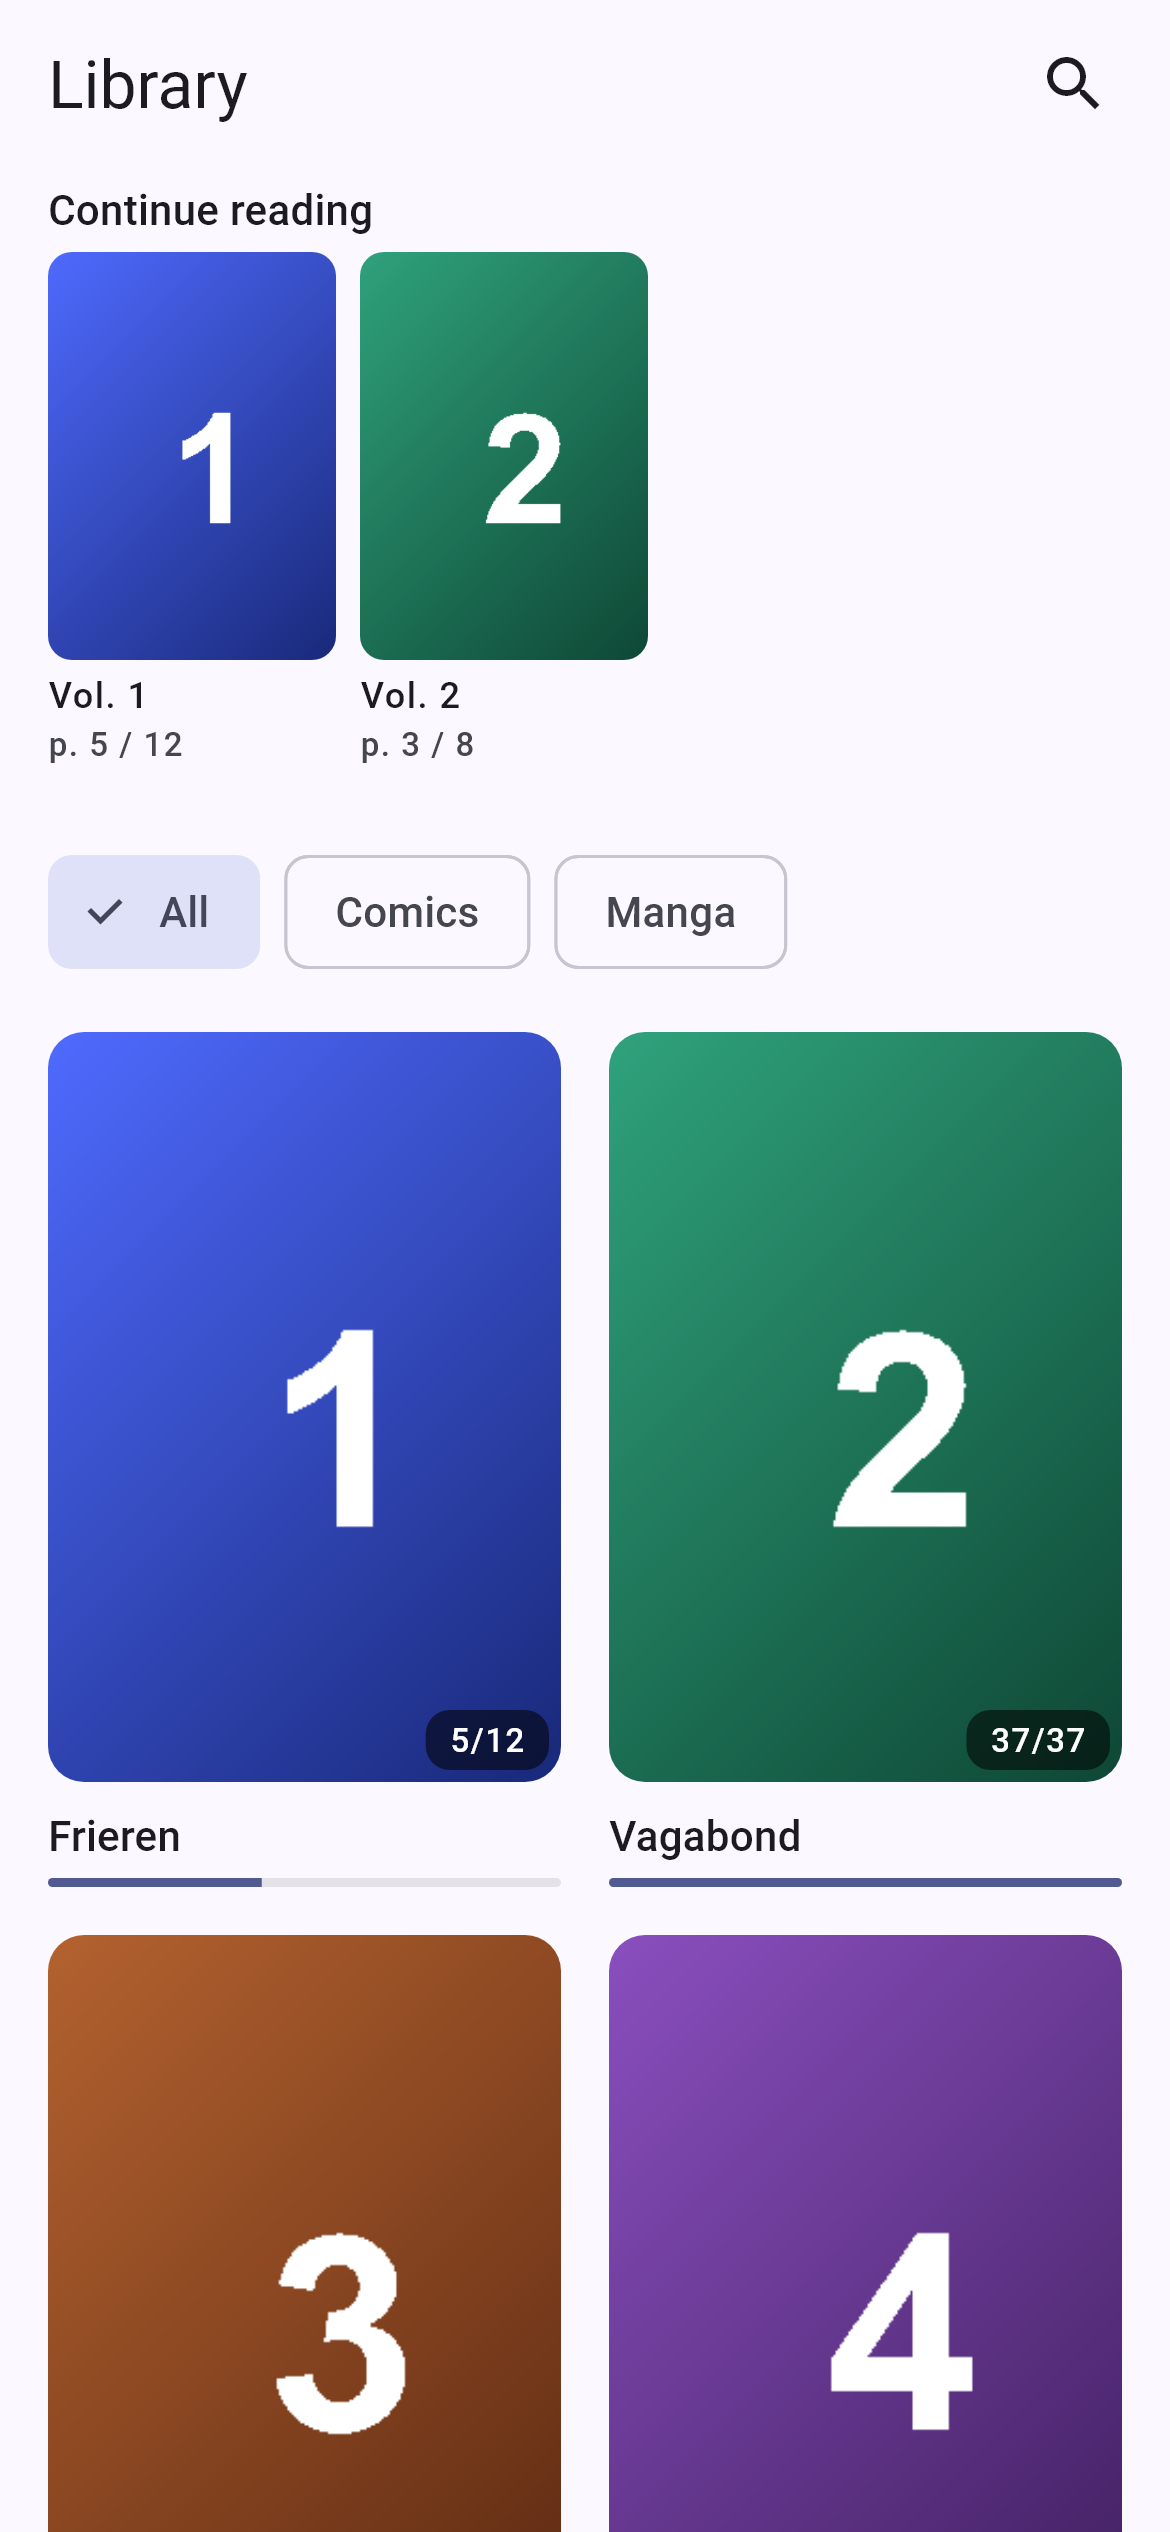 Library
Continue reading
1
2
Vol. 1
p. 5 / 12
Vol. 2
p. 3 / 8
All
Comics
Manga
1
5/12
2
37/37
Frieren
Vagabond
3
4